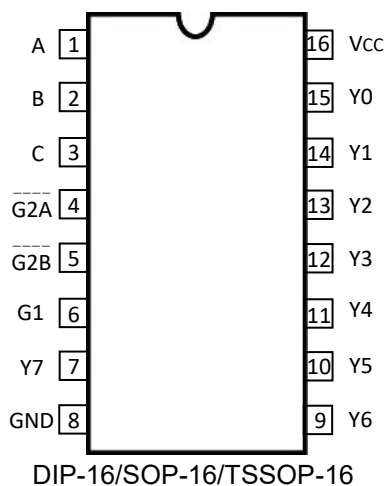 A 1 16 VCC
B 2 15 Y0
C 3 14 Y1
G2A 4 13 Y2
G2B 5 12 Y3
G1 6 11 Y4
Y7 7 10 Y5
GND 8 9 Y6
DIP-16/SOP-16/TSSOP-16